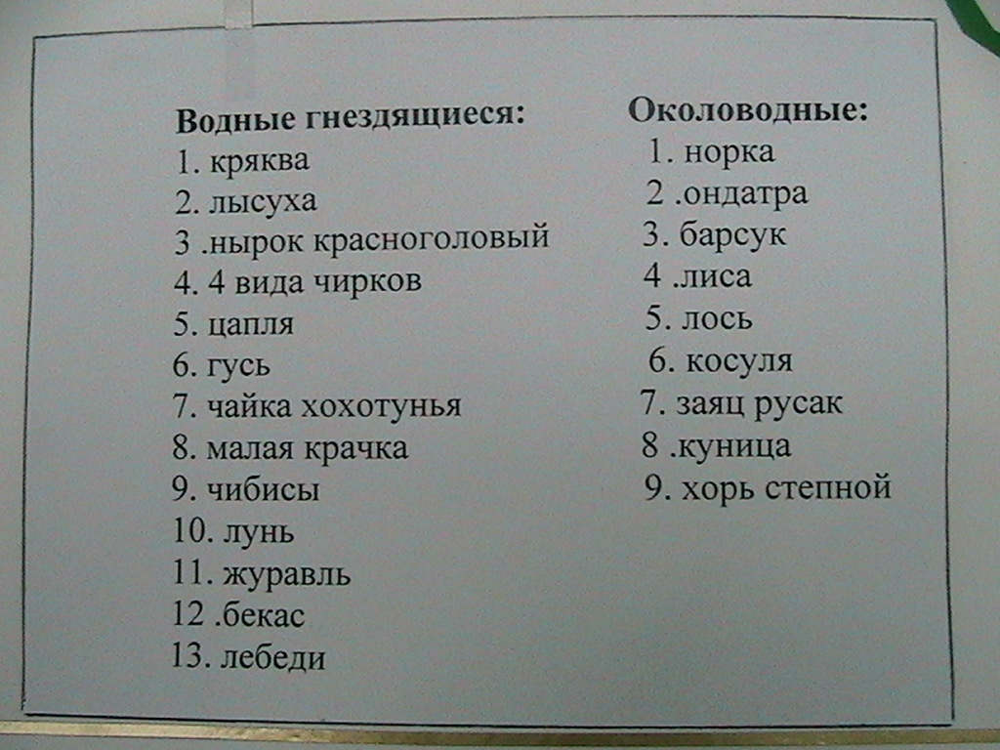 Водные гнездящиеся:
1. кряква
2. лысуха
3 .нырок красноголовый
4. 4 вида чирков
5. цапля
6. гусь
7. чайка хохотунья
8. малая крачка
9. чибисы
10. лунь
11. журавль
12 .бекас
13. лебеди
Околоводные:
1. норка
2 .ондатра
3. барсук
4 .лиса
5. лось
6. косуля
7. заяц русак
8 .куница
9. хорь степной